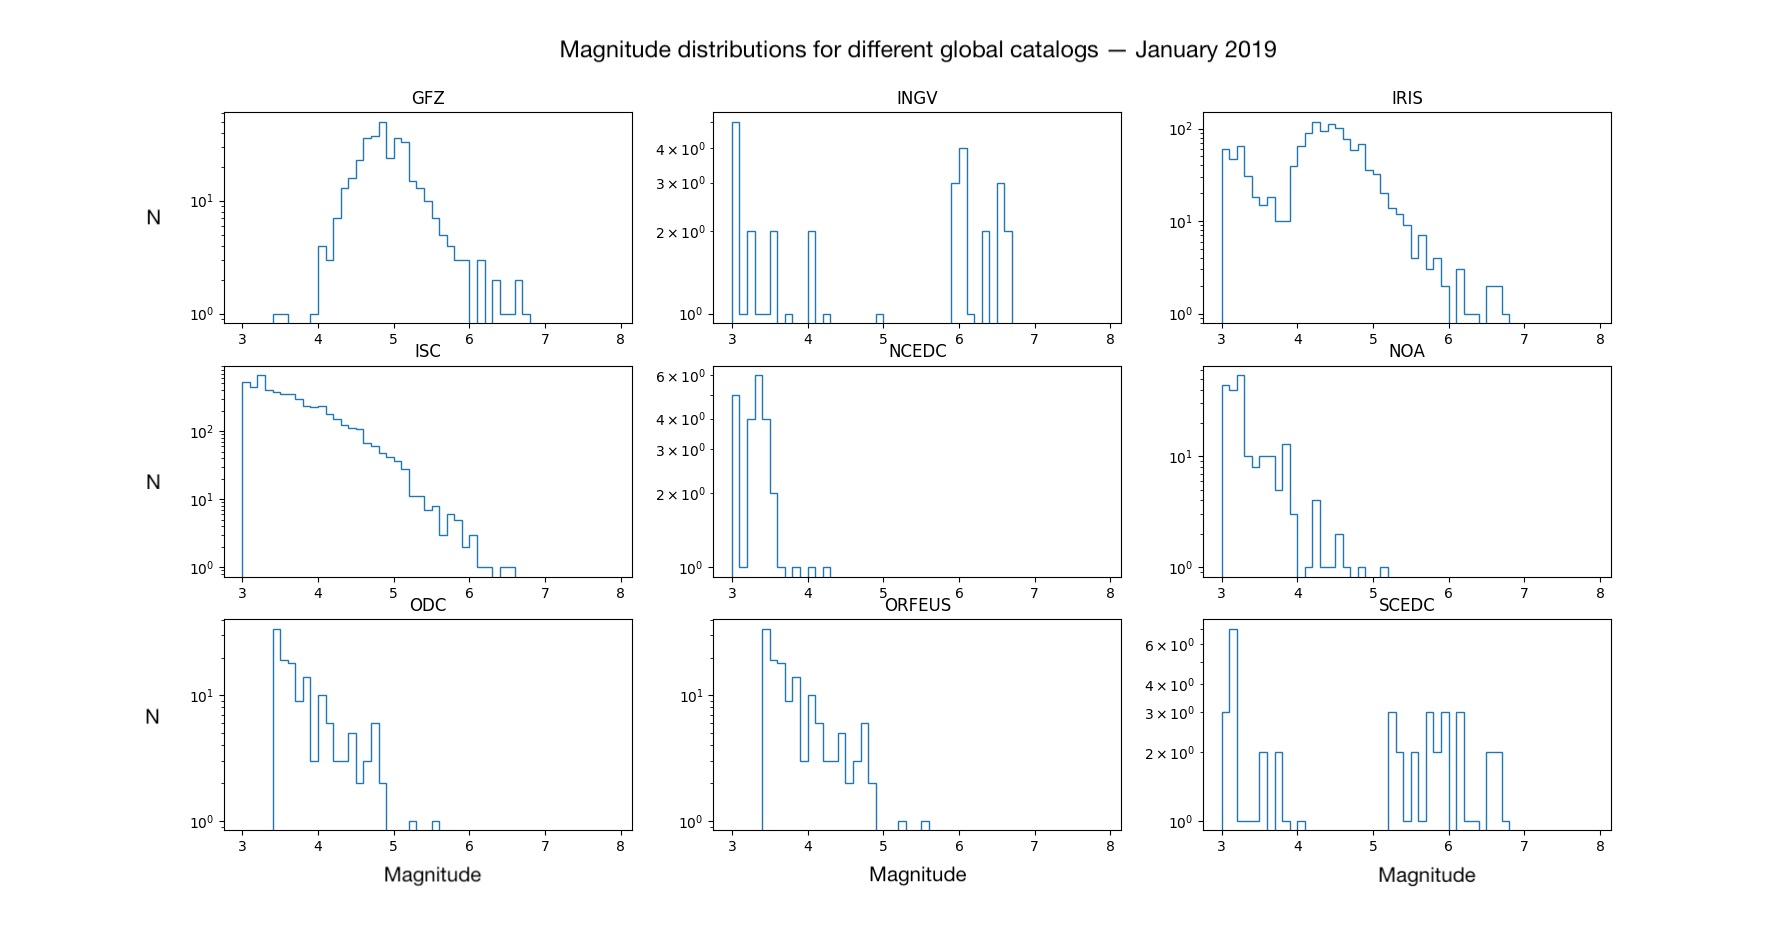 Magnitude distributions for different global catalogs — January 2019
GFZ
INGV
IRIS
N
10¹
10⁰
3 4 5 6 7 8
4 × 10⁰
3 × 10⁰
2 × 10⁰
10⁰
3 4 5 6 7 8
10²
10¹
10⁰
3 4 5 6 7 8
ISC
NCEDC
NOA
N
10²
10¹
10⁰
3 4 5 6 7 8
6 × 10⁰
4 × 10⁰
3 × 10⁰
2 × 10⁰
10⁰
3 4 5 6 7 8
10¹
10⁰
3 4 5 6 7 8
ODC
ORFEUS
SCEDC
N
10¹
10⁰
3 4 5 6 7 8
10¹
10⁰
3 4 5 6 7 8
6 × 10⁰
4 × 10⁰
3 × 10⁰
2 × 10⁰
10⁰
3 4 5 6 7 8
Magnitude
Magnitude
Magnitude